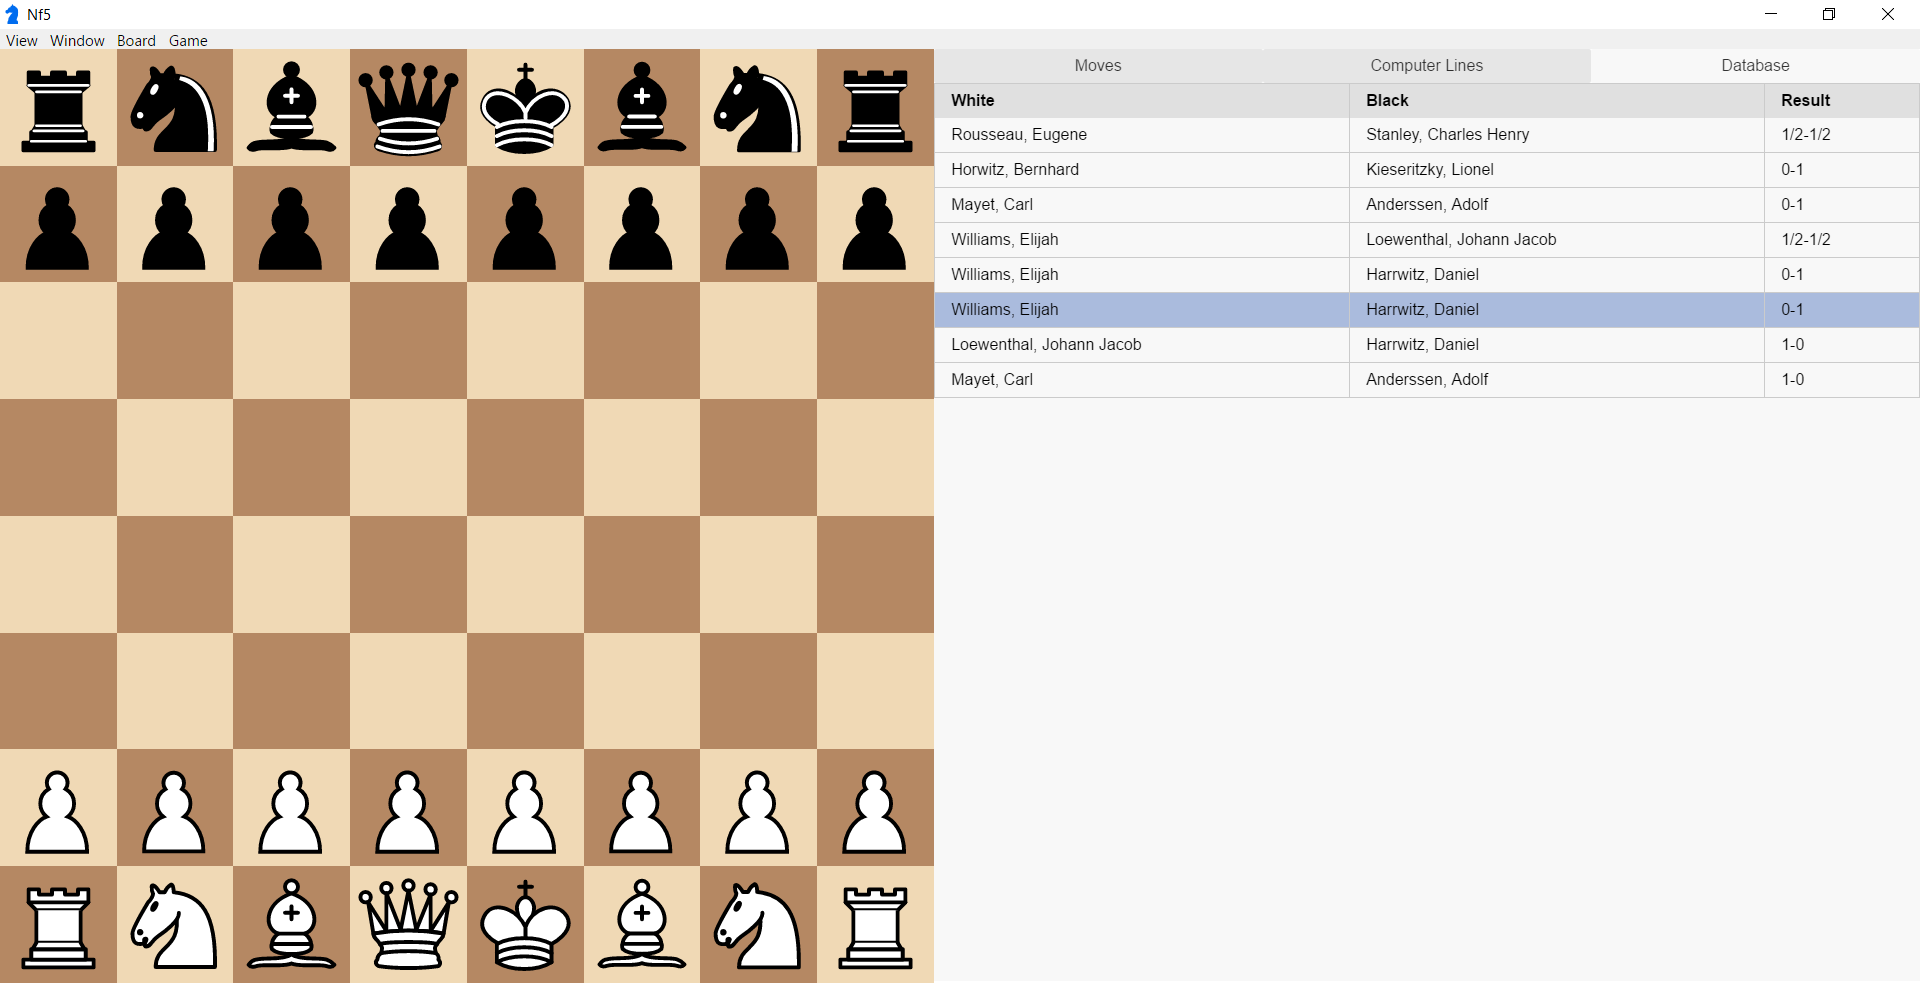 Nf5
View Window Board Game
Moves Computer Lines Database
White Black Result
Rousseau, Eugene Stanley, Charles Henry 1/2-1/2
Horwitz, Bernhard Kieseritzky, Lionel 0-1
Mayet, Carl Anderssen, Adolf 0-1
Williams, Elijah Loewenthal, Johann Jacob 1/2-1/2
Williams, Elijah Harrwitz, Daniel 0-1
Williams, Elijah Harrwitz, Daniel 0-1
Loewenthal, Johann Jacob Harrwitz, Daniel 1-0
Mayet, Carl Anderssen, Adolf 1-0